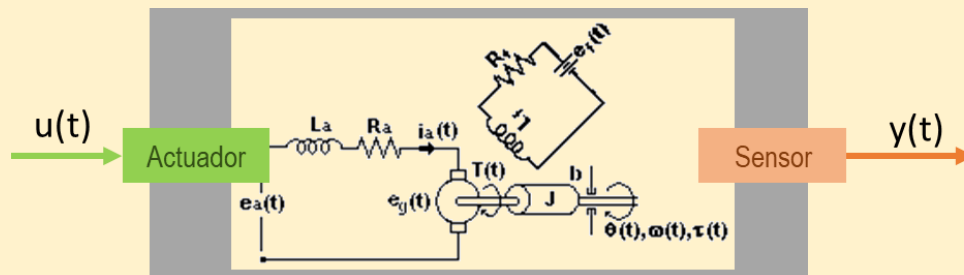 u(t)
Actuador
La
Ra
ia(t)
ea(t)
eg(t)
T(t)
J
b
θ(t),ω(t),τ(t)
Rf
ef(t)
Lf
Sensor
y(t)